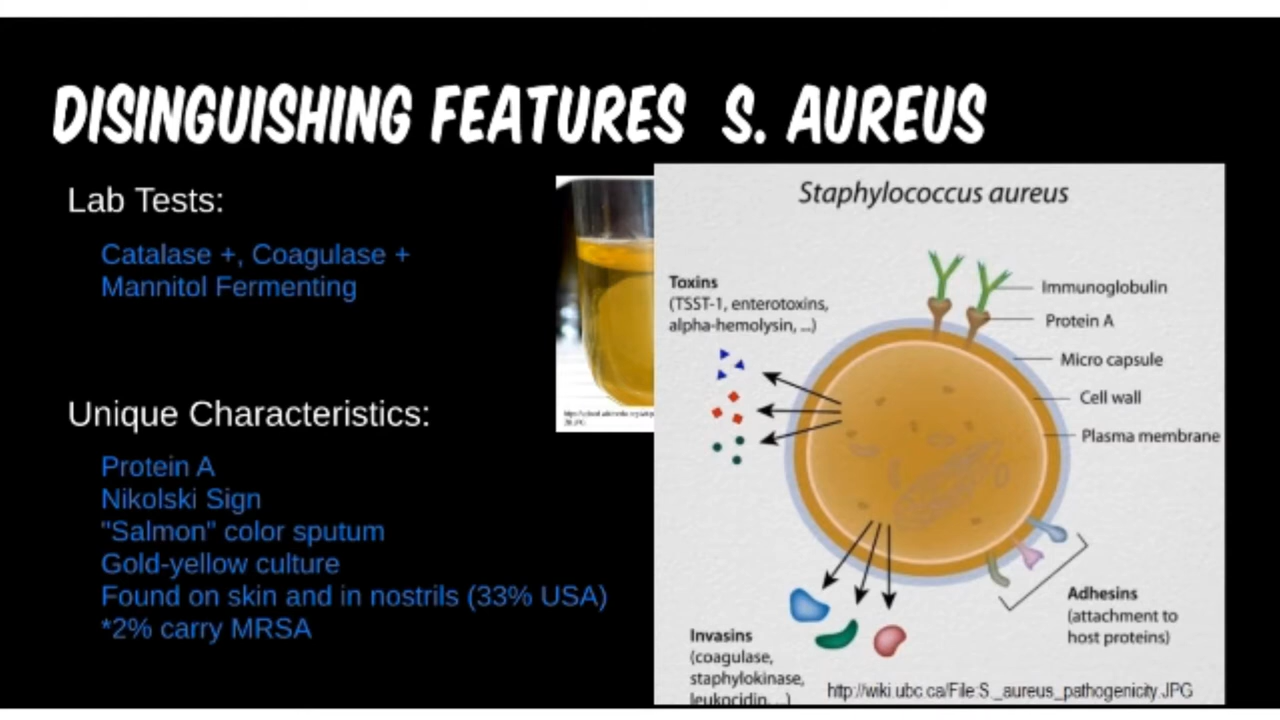 DISINGUISHING FEATURES S. AUREUS
Lab Tests:
Catalase +, Coagulase +
Mannitol Fermenting
Unique Characteristics:
Protein A
Nikolski Sign
"Salmon" color sputum
Gold-yellow culture
Found on skin and in nostrils (33% USA)
*2% carry MRSA
Staphylococcus aureus
Toxins
(TSST-1, enterotoxins,
alpha-hemolysin, ...)
Immunoglobulin
Protein A
Micro capsule
Cell wall
Plasma membrane
Adhesins
(attachment to
host proteins)
Invasins
(coagulase,
staphylokinase,
leukocidin, ...)
http://wiki.ubc.ca/File:S._aureus_pathogenicity.JPG